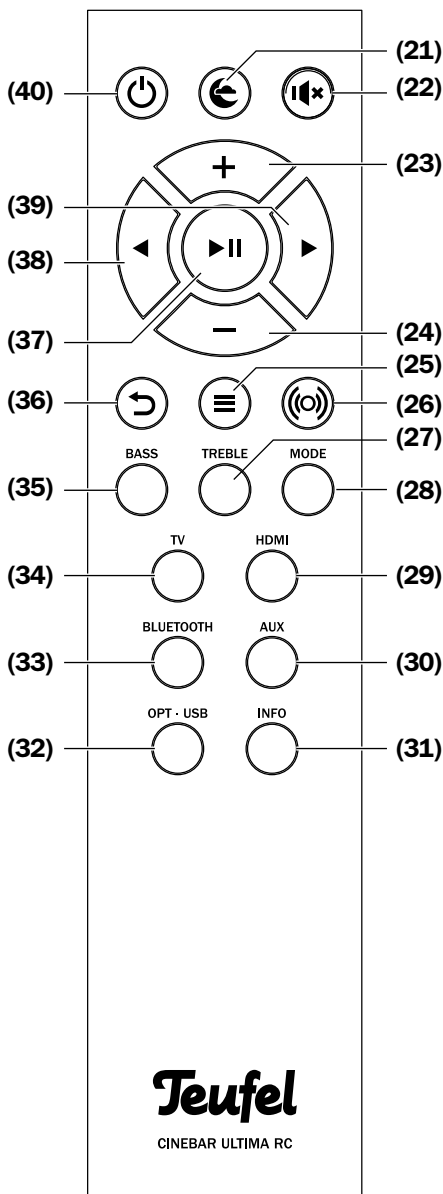 (21)
(40) (22)
(23)
(39)
(38)
(37) (24)
(25)
(36) (26)
(27)
BASS TREBLE MODE
(35) (28)
TV HDMI
(34) (29)
BLUETOOTH AUX
(33) (30)
OPT · USB INFO
(32) (31)
Teufel
CINEBAR ULTIMA RC